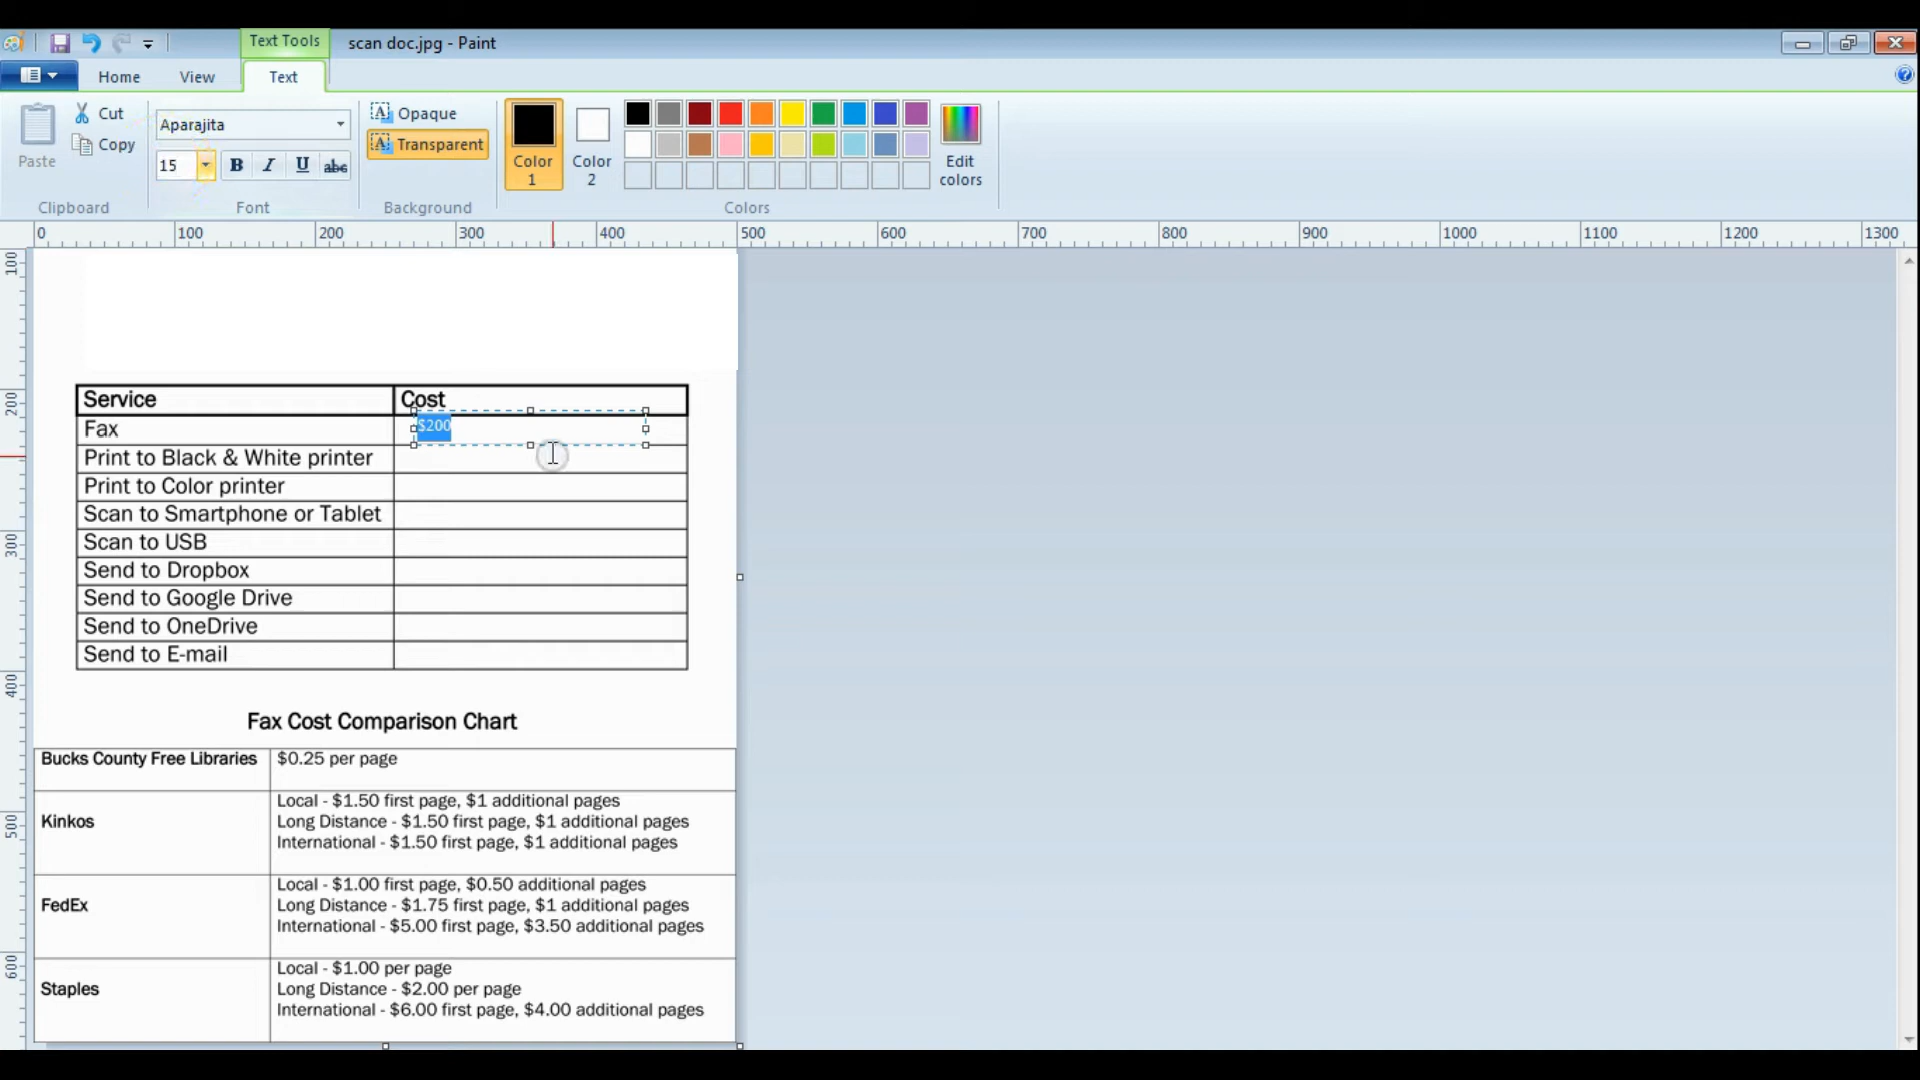 Text Tools
scan doc.jpg - Paint
Home
View
Text
Paste
Cut
Copy
Clipboard
Aparajita
15
B
I
U
abc
Font
Opaque
Transparent
Background
Color 1
Color 2
Edit colors
Colors
0 100 200 300 400 500 600 700 800 900 1000 1100 1200 1300
100
200
300
400
500
600
Service Cost
Fax $200
Print to Black & White printer
Print to Color printer
Scan to Smartphone or Tablet
Scan to USB
Send to Dropbox
Send to Google Drive
Send to OneDrive
Send to E-mail
Fax Cost Comparison Chart
Bucks County Free Libraries $0.25 per page
Kinkos
Local - $1.50 first page, $1 additional pages
Long Distance - $1.50 first page, $1 additional pages
International - $1.50 first page, $1 additional pages
FedEx
Local - $1.00 first page, $0.50 additional pages
Long Distance - $1.75 first page, $1 additional pages
International - $5.00 first page, $3.50 additional pages
Staples
Local - $1.00 per page
Long Distance - $2.00 per page
International - $6.00 first page, $4.00 additional pages